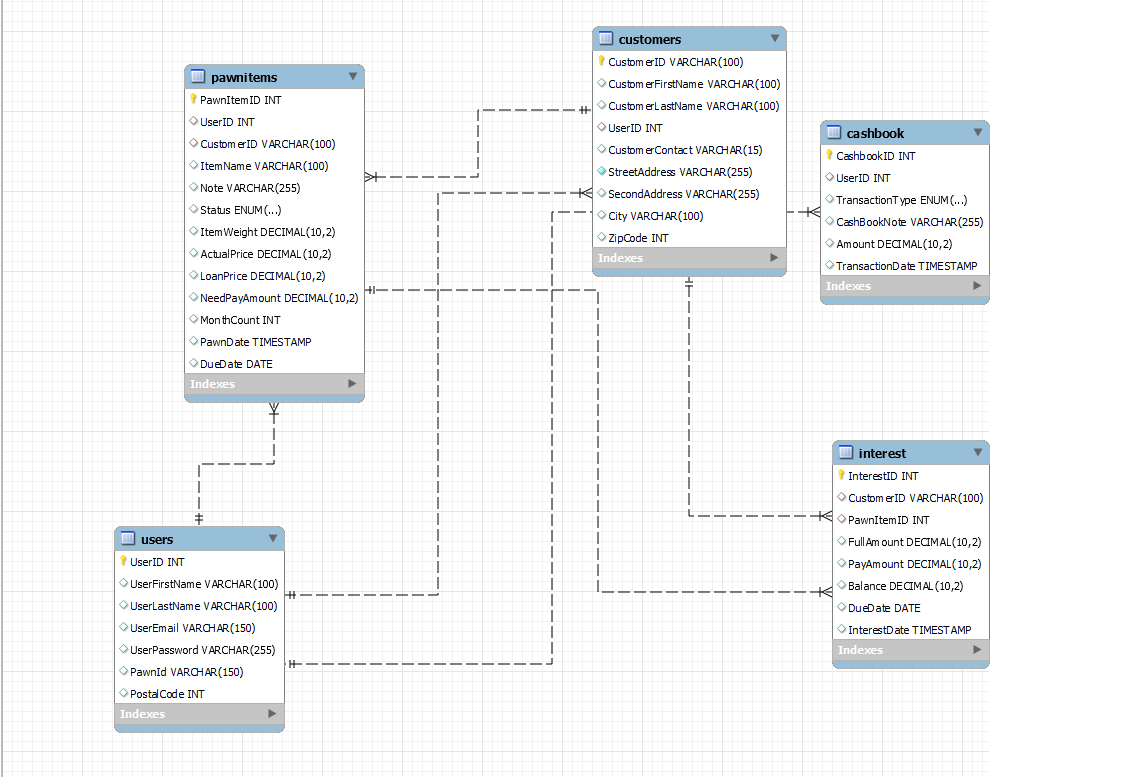 pawnitems
PawnItemID INT
UserID INT
CustomerID VARCHAR(100)
ItemName VARCHAR(100)
Note VARCHAR(255)
Status ENUM(...)
ItemWeight DECIMAL(10,2)
ActualPrice DECIMAL(10,2)
LoanPrice DECIMAL(10,2)
NeedPayAmount DECIMAL(10,2)
MonthCount INT
PawnDate TIMESTAMP
DueDate DATE
Indexes
customers
CustomerID VARCHAR(100)
CustomerFirstName VARCHAR(100)
CustomerLastName VARCHAR(100)
UserID INT
CustomerContact VARCHAR(15)
StreetAddress VARCHAR(255)
SecondAddress VARCHAR(255)
City VARCHAR(100)
ZipCode INT
Indexes
cashbook
CashbookID INT
UserID INT
TransactionType ENUM(...)
CashBookNote VARCHAR(255)
Amount DECIMAL(10,2)
TransactionDate TIMESTAMP
Indexes
users
UserID INT
UserFirstName VARCHAR(100)
UserLastName VARCHAR(100)
UserEmail VARCHAR(150)
UserPassword VARCHAR(255)
PawnId VARCHAR(150)
PostalCode INT
Indexes
interest
InterestID INT
CustomerID VARCHAR(100)
PawnItemID INT
FullAmount DECIMAL(10,2)
PayAmount DECIMAL(10,2)
Balance DECIMAL(10,2)
DueDate DATE
InterestDate TIMESTAMP
Indexes